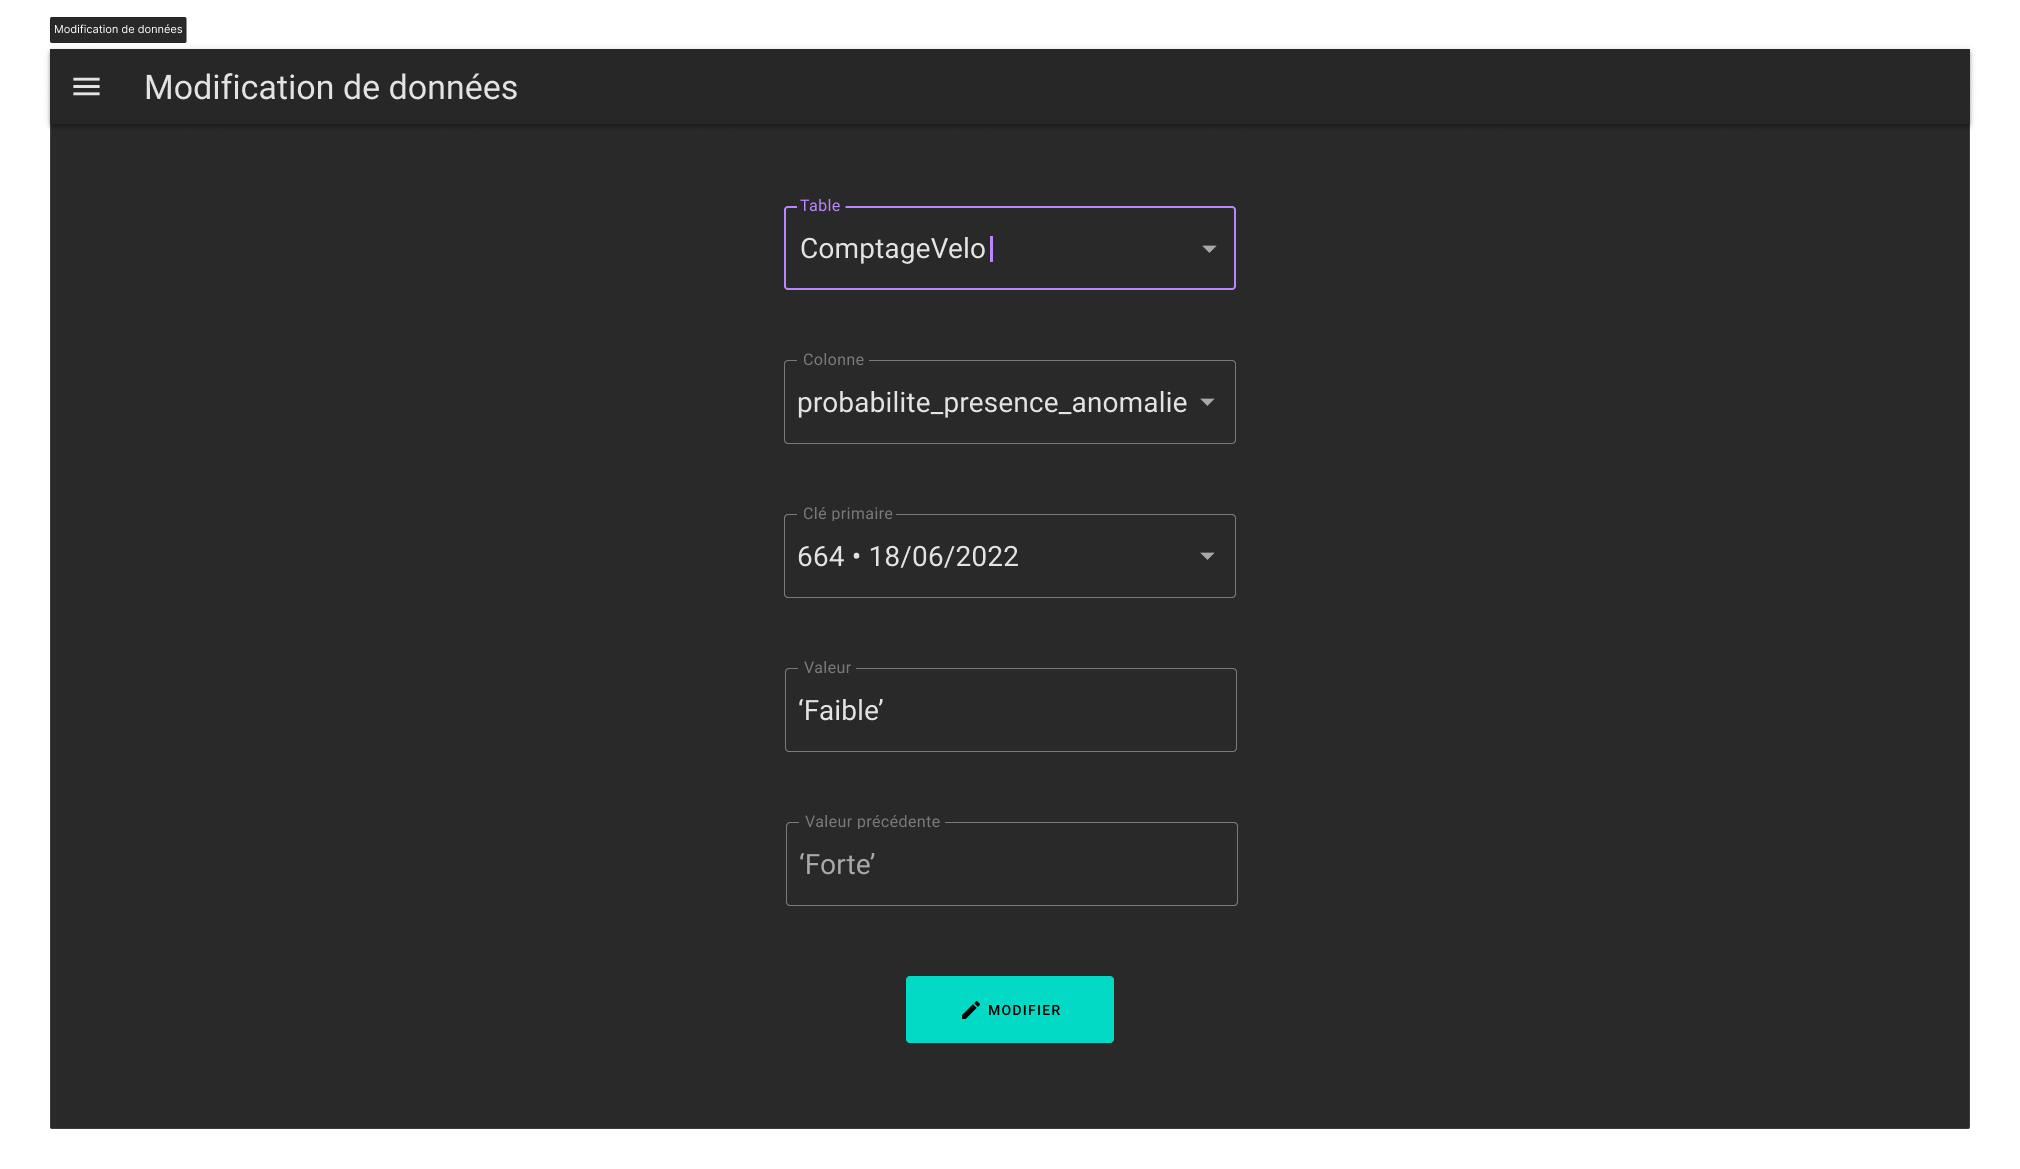 Modification de données
Modification de données
Table
ComptageVelo
Colonne
probabilite_presence_anomalie
Clé primaire
664 • 18/06/2022
Valeur
‘Faible’
Valeur précédente
‘Forte’
MODIFIER